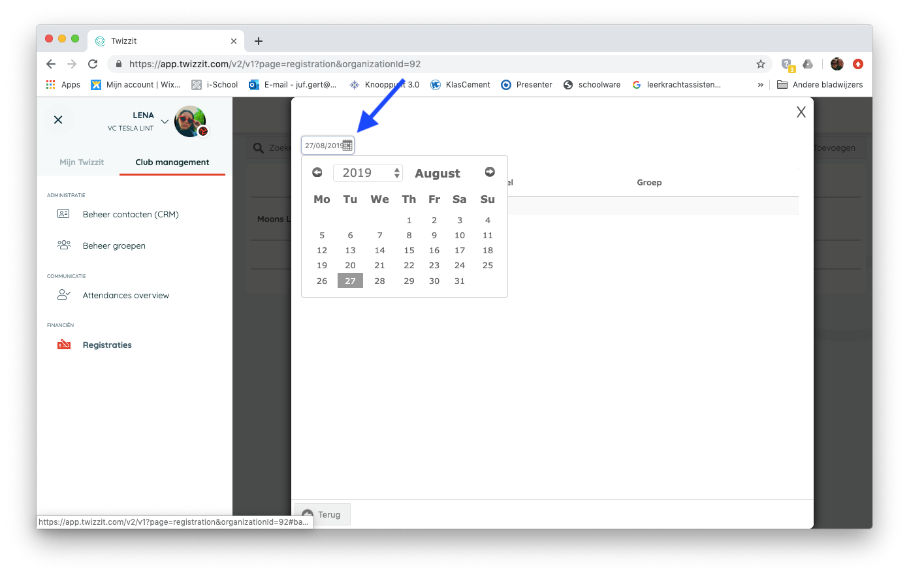 Twizzit
https://app.twizzit.com/v2/v1?page=registration&organizationId=92
Apps
Mijn account | Wix...
i-Schol
E-mail - juf.gert@...
Knooppunt 3.0
KlasCement
Presenter
schoolware
leerkrachtassisten...
»
Andere bladwijzers
LENA
VC TESLA LINT
Mijn Twizzit
Club management
ADMINISTRATIE
Beheer contacten (CRM)
Beheer groepen
COMMUNICATIE
Attendances overview
FINANCIËN
Registraties
Toevoegen
Moons L
X
27/08/2019
Groep
2019 August
Mo Tu We Th Fr Sa Su
1 2 3 4
5 6 7 8 9 10 11
12 13 14 15 16 17 18
19 20 21 22 23 24 25
26 27 28 29 30 31
Terug
https://app.twizzit.com/v2/v1?page=registration&organizationId=92#ba...